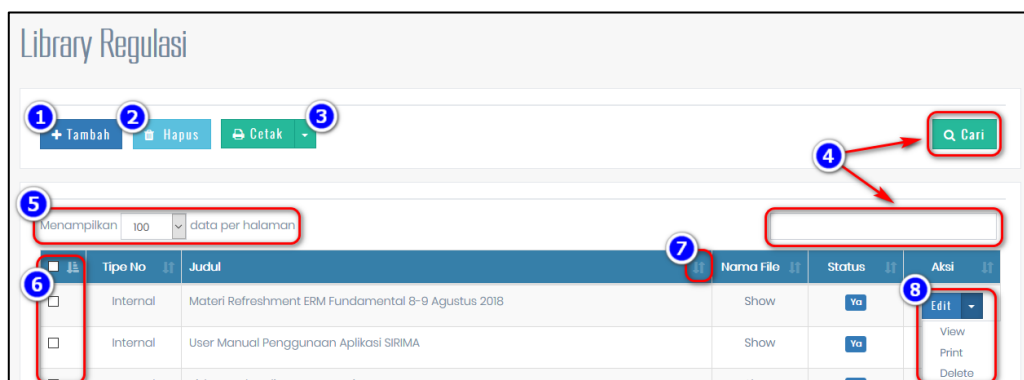 Library Regulasi
1 2 3
+ Tambah Hapus Cetak Cari
4
5
Menampilkan 100 data per halaman
7
Tipe No Judul Nama File Status Aksi
6 8
Internal Materi Refreshment ERM Fundamental 8-9 Agustus 2018 Show Ya Edit
View
Internal User Manual Penggunaan Aplikasi SIRIMA Show Ya
Print
Delete